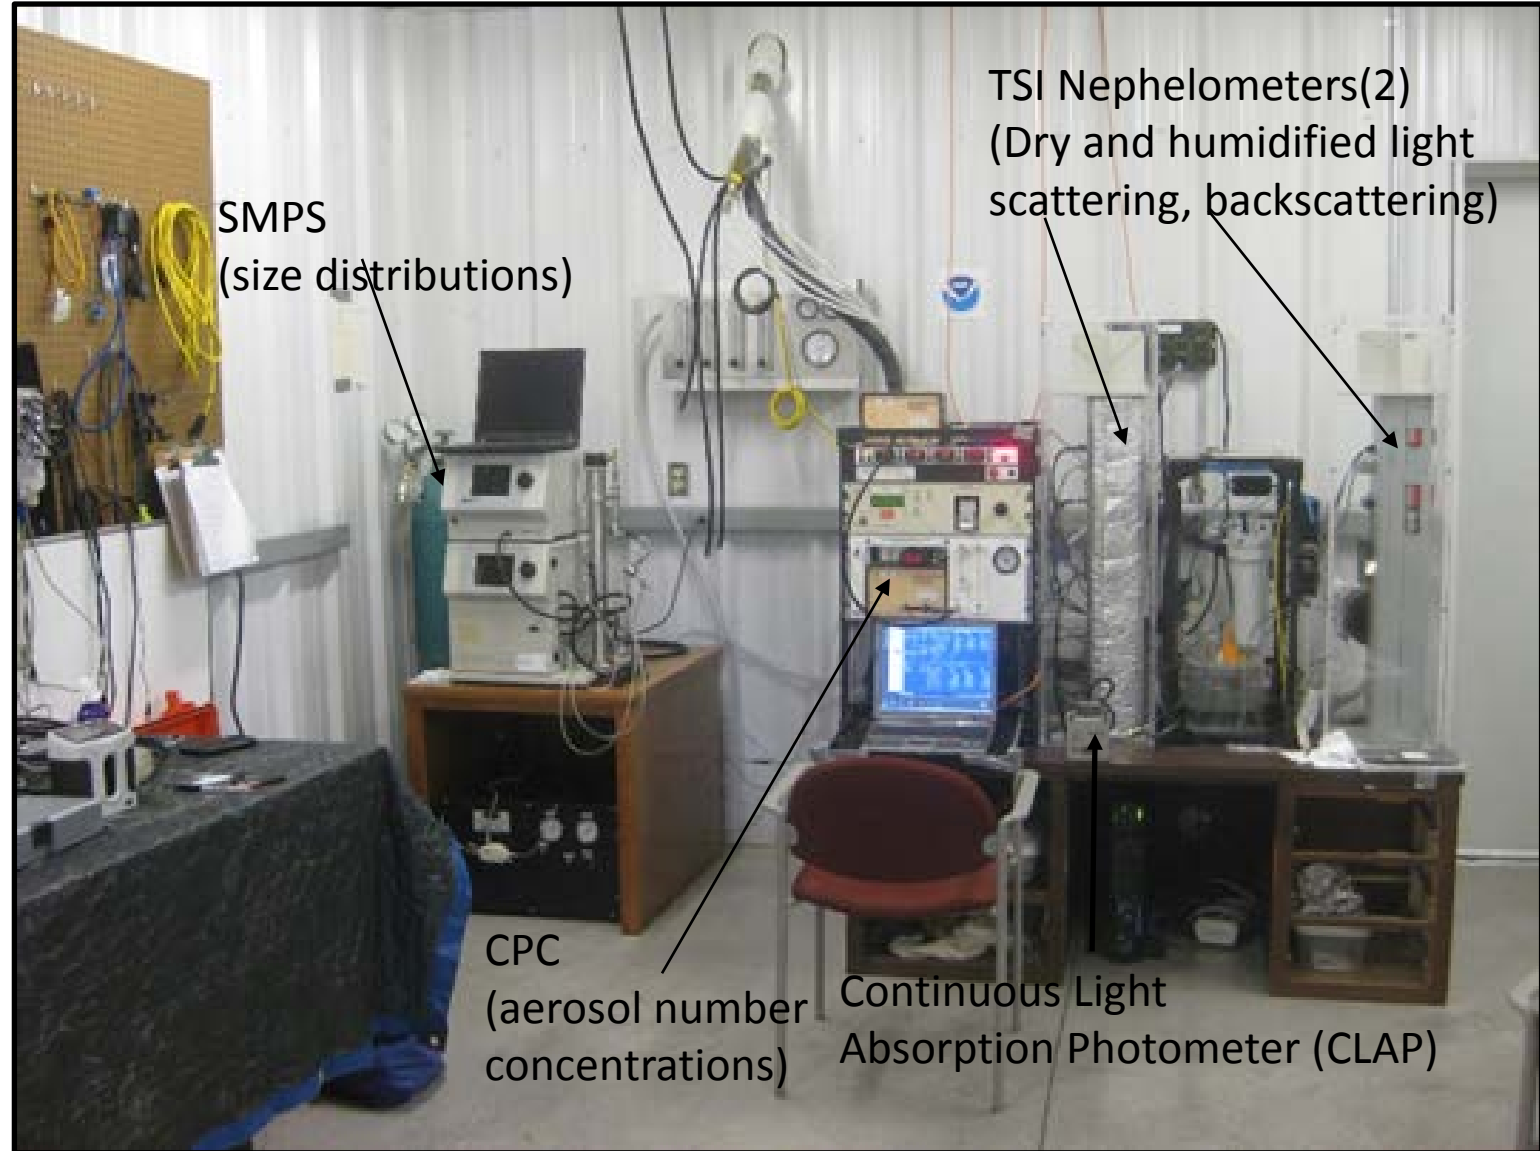 TSI Nephelometers(2)
(Dry and humidified light
scattering, backscattering)
SMPS
(size distributions)
CPC
(aerosol number
concentrations)
Continuous Light
Absorption Photometer (CLAP)